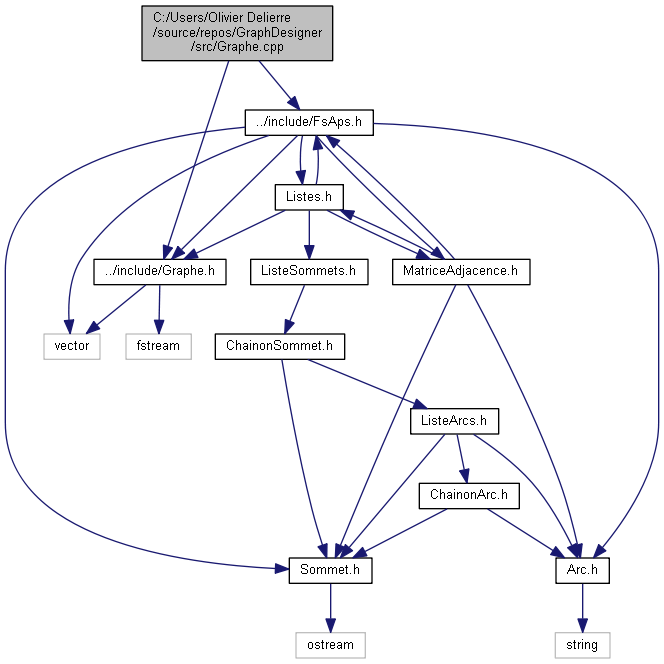 C:/Users/Olivier Delierre
/source/repos/GraphDesigner
/src/Graphe.cpp
../include/FsAps.h
Listes.h
../include/Graphe.h
ListeSommets.h
MatriceAdjacence.h
vector
fstream
ChainonSommet.h
ListeArcs.h
ChainonArc.h
Sommet.h
Arc.h
ostream
string